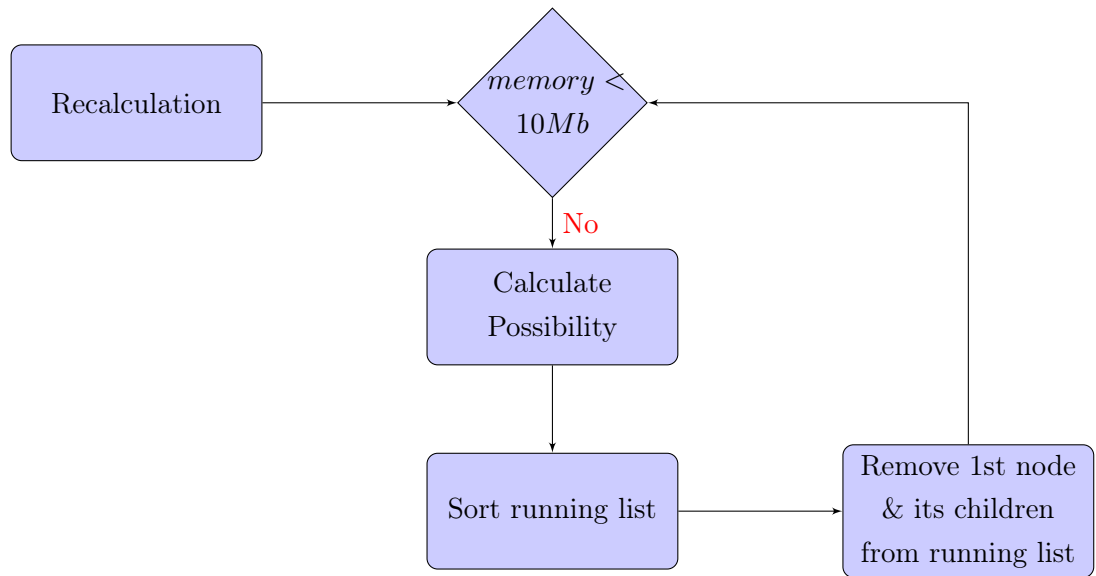 Recalculation
memory <
10Mb
No
Calculate
Possibility
Sort running list
Remove 1st node
& its children
from running list